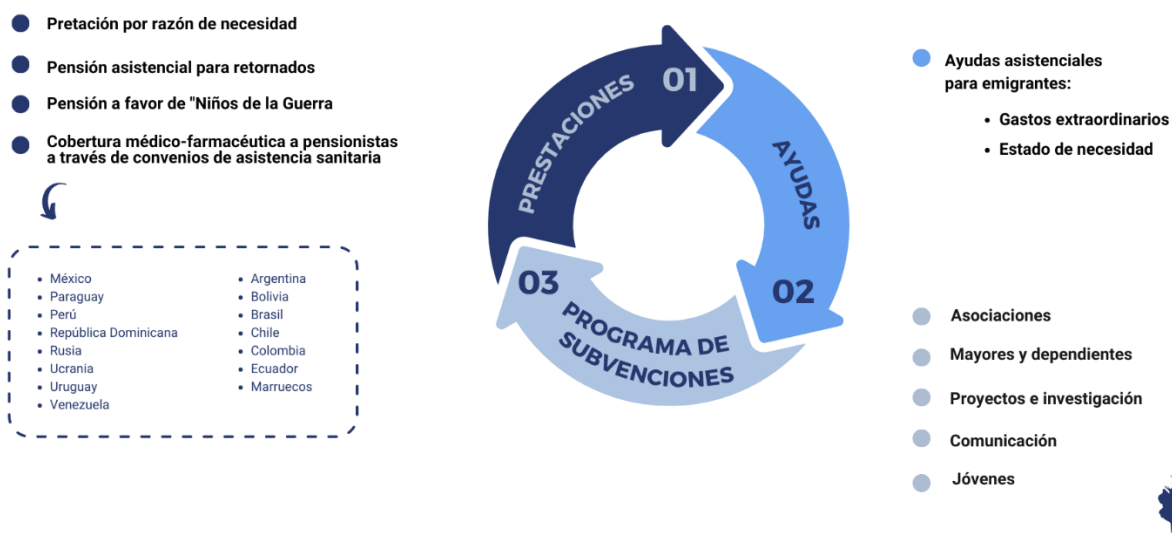 Pretación por razón de necesidad
Pensión asistencial para retornados
Pensión a favor de "Niños de la Guerra
Cobertura médico-farmacéutica a pensionistas
a través de convenios de asistencia sanitaria
México
Paraguay
Perú
República Dominicana
Rusia
Ucrania
Uruguay
Venezuela
Argentina
Bolivia
Brasil
Chile
Colombia
Ecuador
Marruecos
PRESTACIONES
01
AYUDAS
02
03
PROGRAMA DE
SUBVENCIONES
Ayudas asistenciales
para emigrantes:
Gastos extraordinarios
Estado de necesidad
Asociaciones
Mayores y dependientes
Proyectos e investigación
Comunicación
Jóvenes